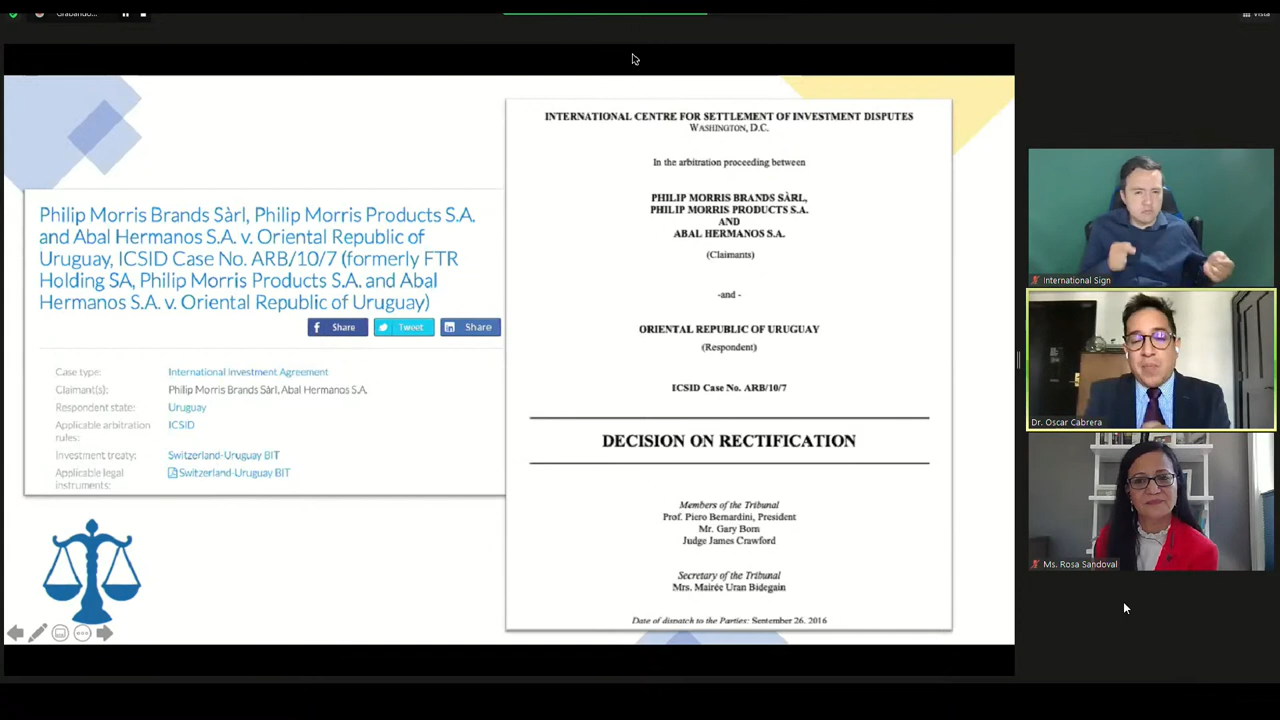 Grabando...
Vista
Philip Morris Brands Sàrl, Philip Morris Products S.A.
and Abal Hermanos S.A. v. Oriental Republic of
Uruguay, ICSID Case No. ARB/10/7 (formerly FTR
Holding SA, Philip Morris Products S.A. and Abal
Hermanos S.A. v. Oriental Republic of Uruguay)
Share
Tweet
Share
Case type: International Investment Agreement
Claimant(s): Philip Morris Brands Sàrl, Abal Hermanos S.A.
Respondent state: Uruguay
Applicable arbitration ICSID
rules:
Investment treaty: Switzerland-Uruguay BIT
Applicable legal Switzerland-Uruguay BIT
instruments:
INTERNATIONAL CENTRE FOR SETTLEMENT OF INVESTMENT DISPUTES
WASHINGTON, D.C.
In the arbitration proceeding between
PHILIP MORRIS BRANDS SÀRL,
PHILIP MORRIS PRODUCTS S.A.
AND
ABAL HERMANOS S.A.
(Claimants)
-and -
ORIENTAL REPUBLIC OF URUGUAY
(Respondent)
ICSID Case No. ARB/10/7
DECISION ON RECTIFICATION
Members of the Tribunal
Prof. Piero Bernardini, President
Mr. Gary Born
Judge James Crawford
Secretary of the Tribunal
Mrs. Mairée Uran Bidegain
Date of dispatch to the Parties: September 26, 2016
International Sign
Dr. Oscar Cabrera
Ms. Rosa Sandoval